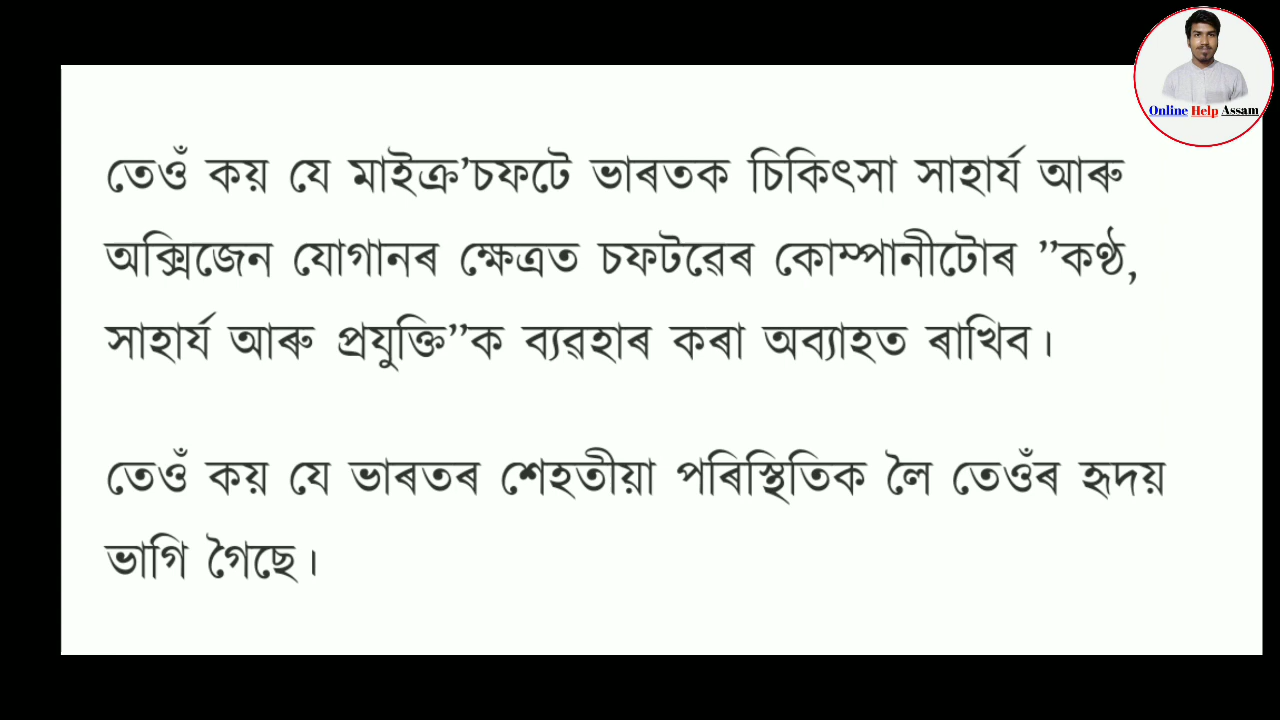 Online Help Assam
তেওঁ কয় যে মাইক্ৰ’চফটে ভাৰতক চিকিৎসা সাহাৰ্য আৰু
অক্সিজেন যোগানৰ ক্ষেত্ৰত চফটৱেৰ কোম্পানীটোৰ ’’কণ্ঠ,
সাহাৰ্য আৰু প্ৰযুক্তি’’ক ব্যৱহাৰ কৰা অব্যাহত ৰাখিব।
তেওঁ কয় যে ভাৰতৰ শেহতীয়া পৰিস্থিতিক লৈ তেওঁৰ হৃদয়
ভাগি গৈছে।